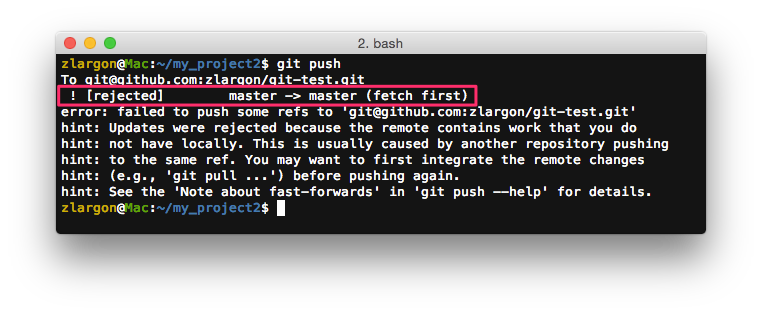 2. bash
zlargon@Mac:~/my_project2$ git push
To git@github.com:zlargon/git-test.git
 ! [rejected]        master -> master (fetch first)
error: failed to push some refs to 'git@github.com:zlargon/git-test.git'
hint: Updates were rejected because the remote contains work that you do
hint: not have locally. This is usually caused by another repository pushing
hint: to the same ref. You may want to first integrate the remote changes
hint: (e.g., 'git pull ...') before pushing again.
hint: See the 'Note about fast-forwards' in 'git push --help' for details.
zlargon@Mac:~/my_project2$